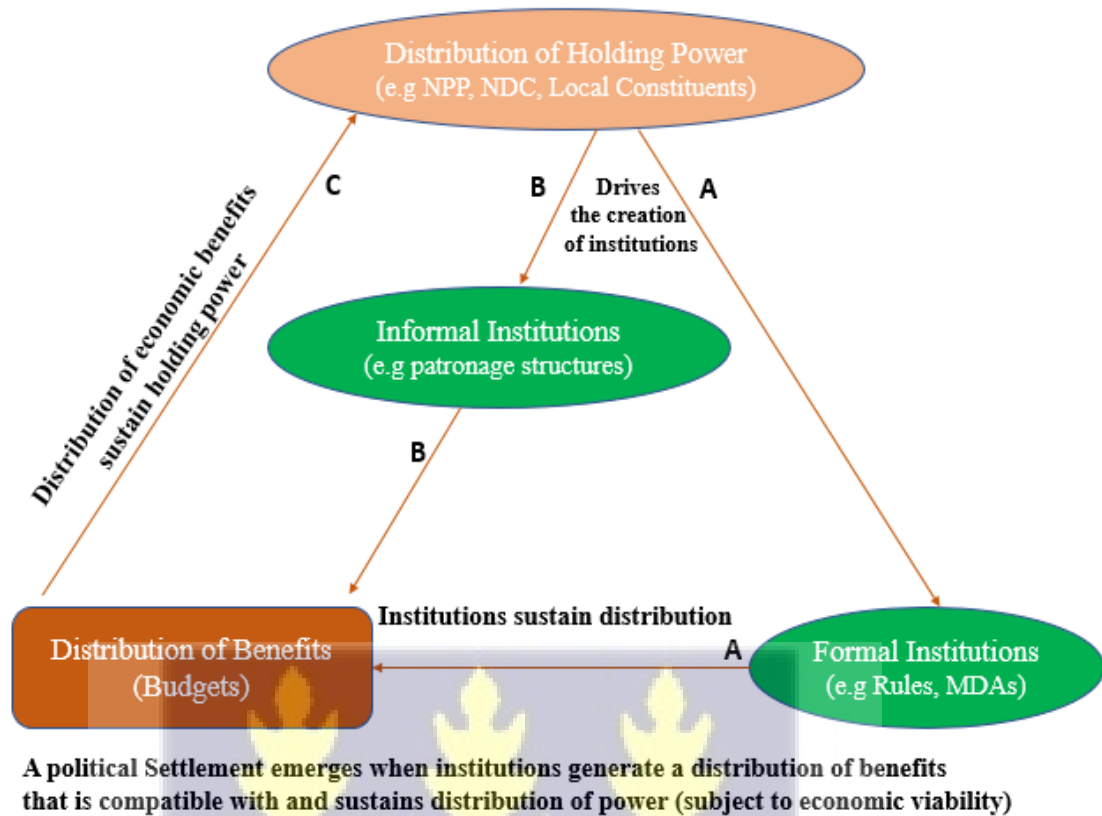 Distribution of Holding Power
(e.g NPP, NDC, Local Constituents)
C
B
Drives
the creation
of institutions
A
Distribution of economic benefits
sustain holding power
Informal Institutions
(e.g patronage structures)
B
Institutions sustain distribution
Distribution of Benefits
(Budgets)
A
Formal Institutions
(e.g Rules, MDAs)
A political Settlement emerges when institutions generate a distribution of benefits
that is compatible with and sustains distribution of power (subject to economic viability)